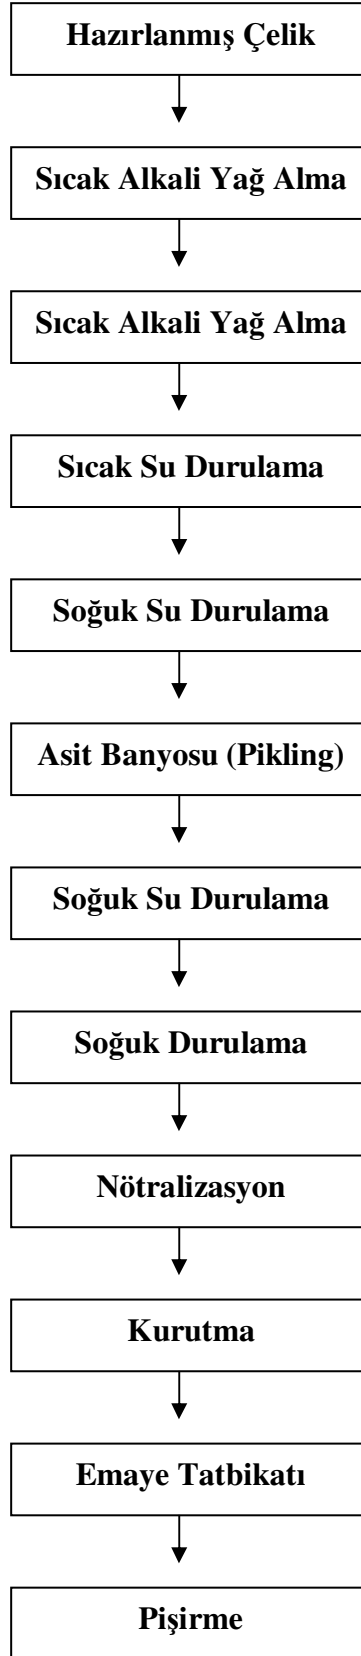 Hazırlanmış Çelik
Sıcak Alkali Yağ Alma
Sıcak Alkali Yağ Alma
Sıcak Su Durulama
Soğuk Su Durulama
Asit Banyosu (Pikling)
Soğuk Su Durulama
Soğuk Durulama
Nötralizasyon
Kurutma
Emaye Tatbikatı
Pişirme